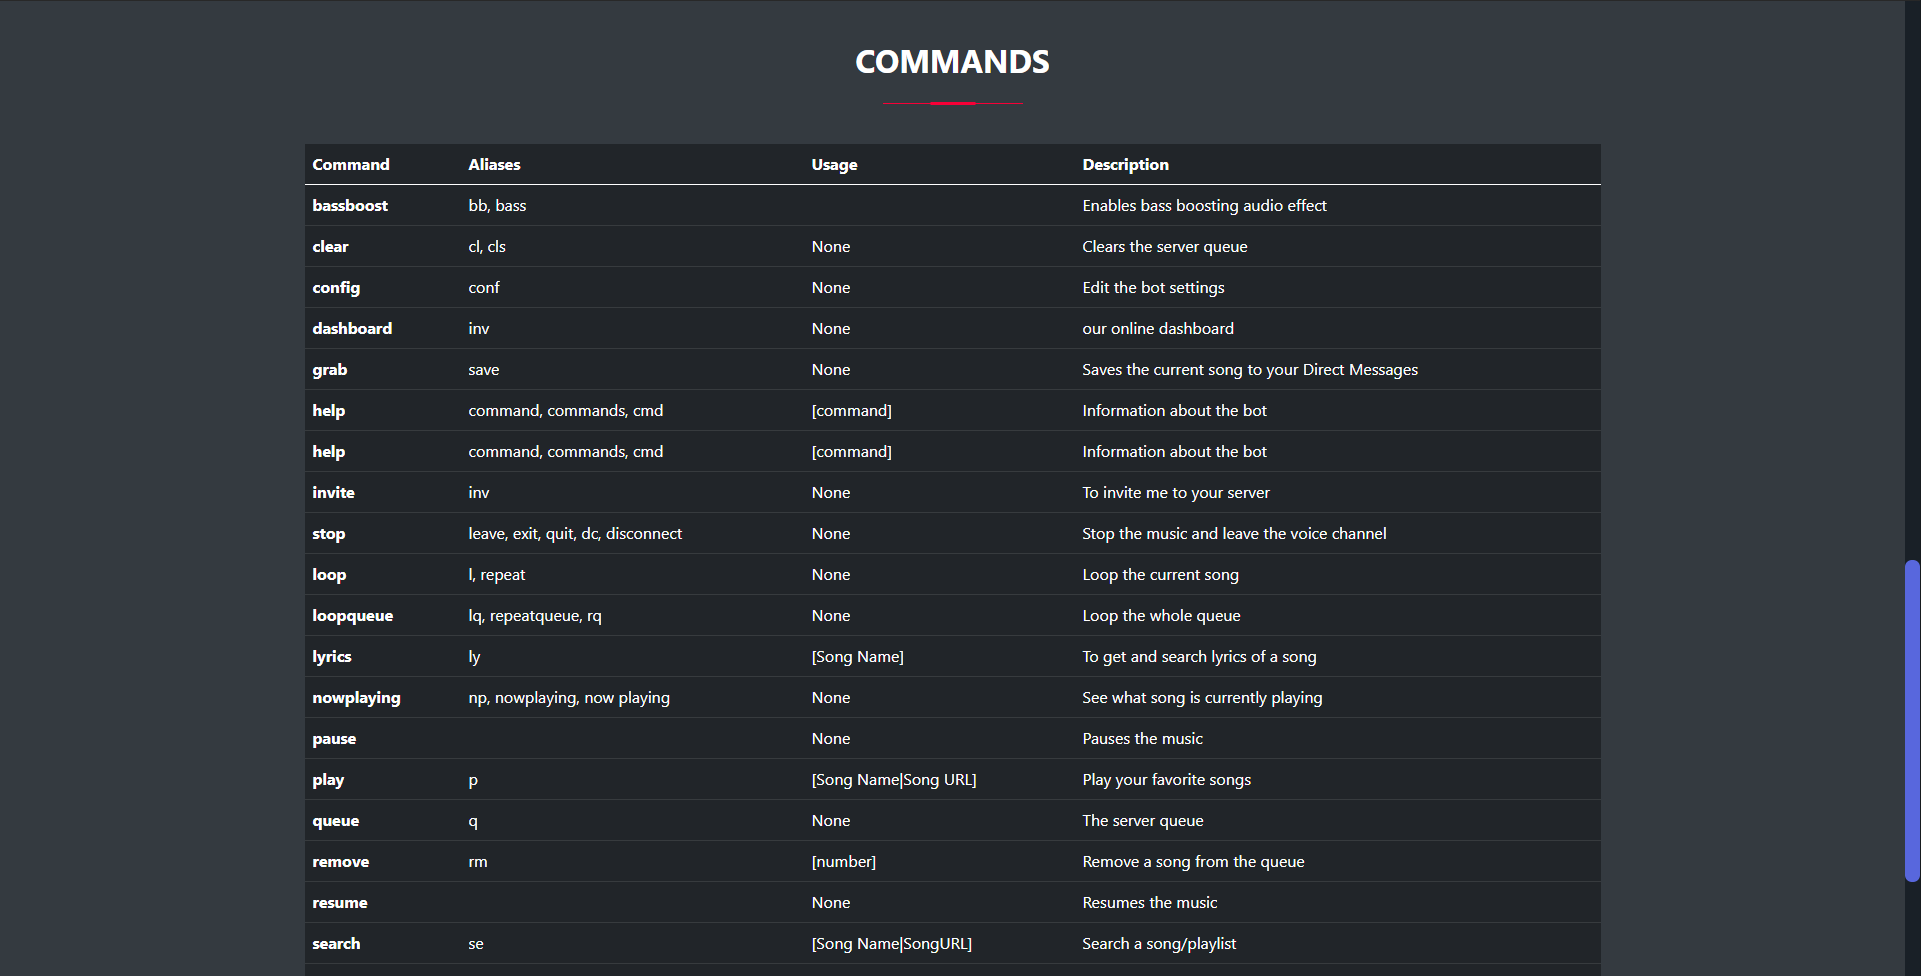 COMMANDS
Command Aliases Usage Description
bassboost bb, bass Enables bass boosting audio effect
clear cl, cls None Clears the server queue
config conf None Edit the bot settings
dashboard inv None our online dashboard
grab save None Saves the current song to your Direct Messages
help command, commands, cmd [command] Information about the bot
help command, commands, cmd [command] Information about the bot
invite inv None To invite me to your server
stop leave, exit, quit, dc, disconnect None Stop the music and leave the voice channel
loop l, repeat None Loop the current song
loopqueue lq, repeatqueue, rq None Loop the whole queue
lyrics ly [Song Name] To get and search lyrics of a song
nowplaying np, nowplaying, now playing None See what song is currently playing
pause None Pauses the music
play p [Song Name|Song URL] Play your favorite songs
queue q None The server queue
remove rm [number] Remove a song from the queue
resume None Resumes the music
search se [Song Name|SongURL] Search a song/playlist